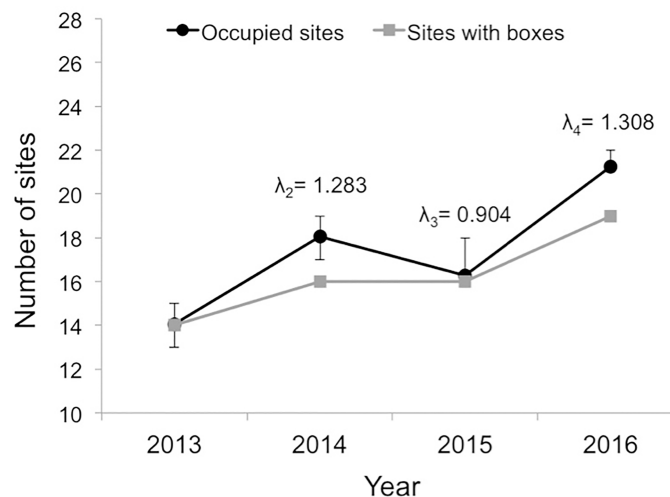 Occupied sites Sites with boxes
Number of sites
28
26
24
22
20
18
16
14
12
10
λ2= 1.283
λ3= 0.904
λ4= 1.308
2013 2014 2015 2016
Year